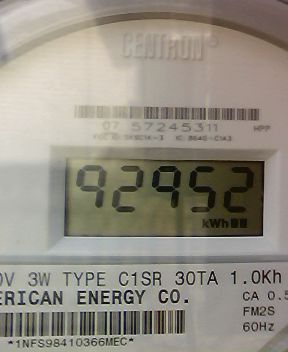 CENTRON®
07 57245311 HPP
92952
kWh
0V 3W TYPE C1SR 30TA 1.0Kh
ERICAN ENERGY CO.
CA 0.5
FM2S
60Hz
*1NFS98410366MEC*